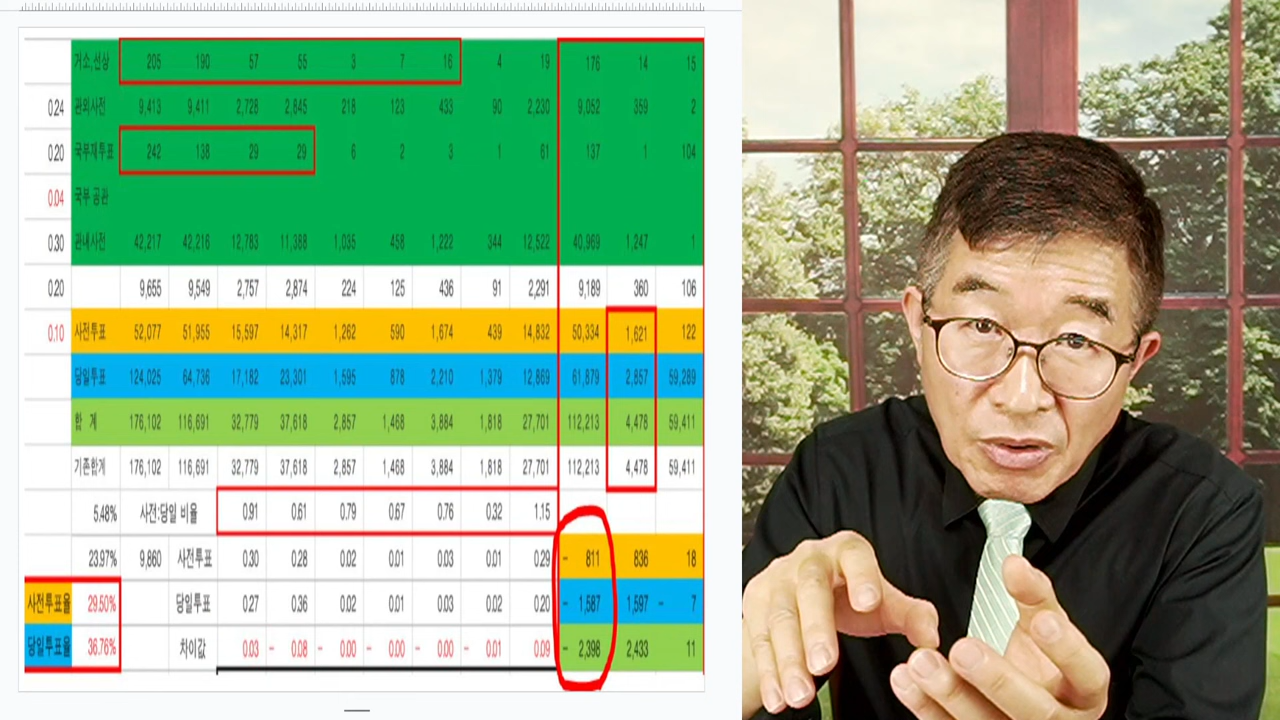 거소,선상 205 190 57 55 3 7 16 4 19 176 14 15
0.24 관외사전 9,413 9,411 2,728 2,645 218 123 433 90 2,230 9,052 359 2
0.20 국부재투표 242 138 29 29 6 2 3 1 61 137 1 104
0.04 국부 공관
0.30 관내사전 42,217 42,216 12,783 11,388 1,035 458 1,222 344 12,522 40,969 1,247 1
0.20 9,655 9,549 2,757 2,874 224 125 436 91 2,291 9,189 360 106
0.10 사전투표 52,077 51,955 15,597 14,317 1,262 590 1,674 439 14,832 50,334 1,621 122
당일투표 124,025 64,736 17,182 23,301 1,595 878 2,210 1,379 12,869 61,879 2,857 59,289
합 계 176,102 116,691 32,779 37,618 2,857 1,468 3,884 1,818 27,701 112,213 4,478 59,411
기존합계 176,102 116,691 32,779 37,618 2,857 1,468 3,884 1,818 27,701 112,213 4,478 59,411
5.48% 사전:당일 비율 0.91 0.61 0.79 0.67 0.76 0.32 1.15
23.97% 9,860 사전투표 0.30 0.28 0.02 0.01 0.03 0.01 0.29 - 811 836 18
사전투표율 29.50% 당일투표 0.27 0.36 0.02 0.01 0.03 0.02 0.20 - 1,587 1,597 - 7
당일투표율 36.76% 차이값 0.03 - 0.08 - 0.00 - 0.00 - 0.00 - 0.01 0.09 - 2,398 2,433 11